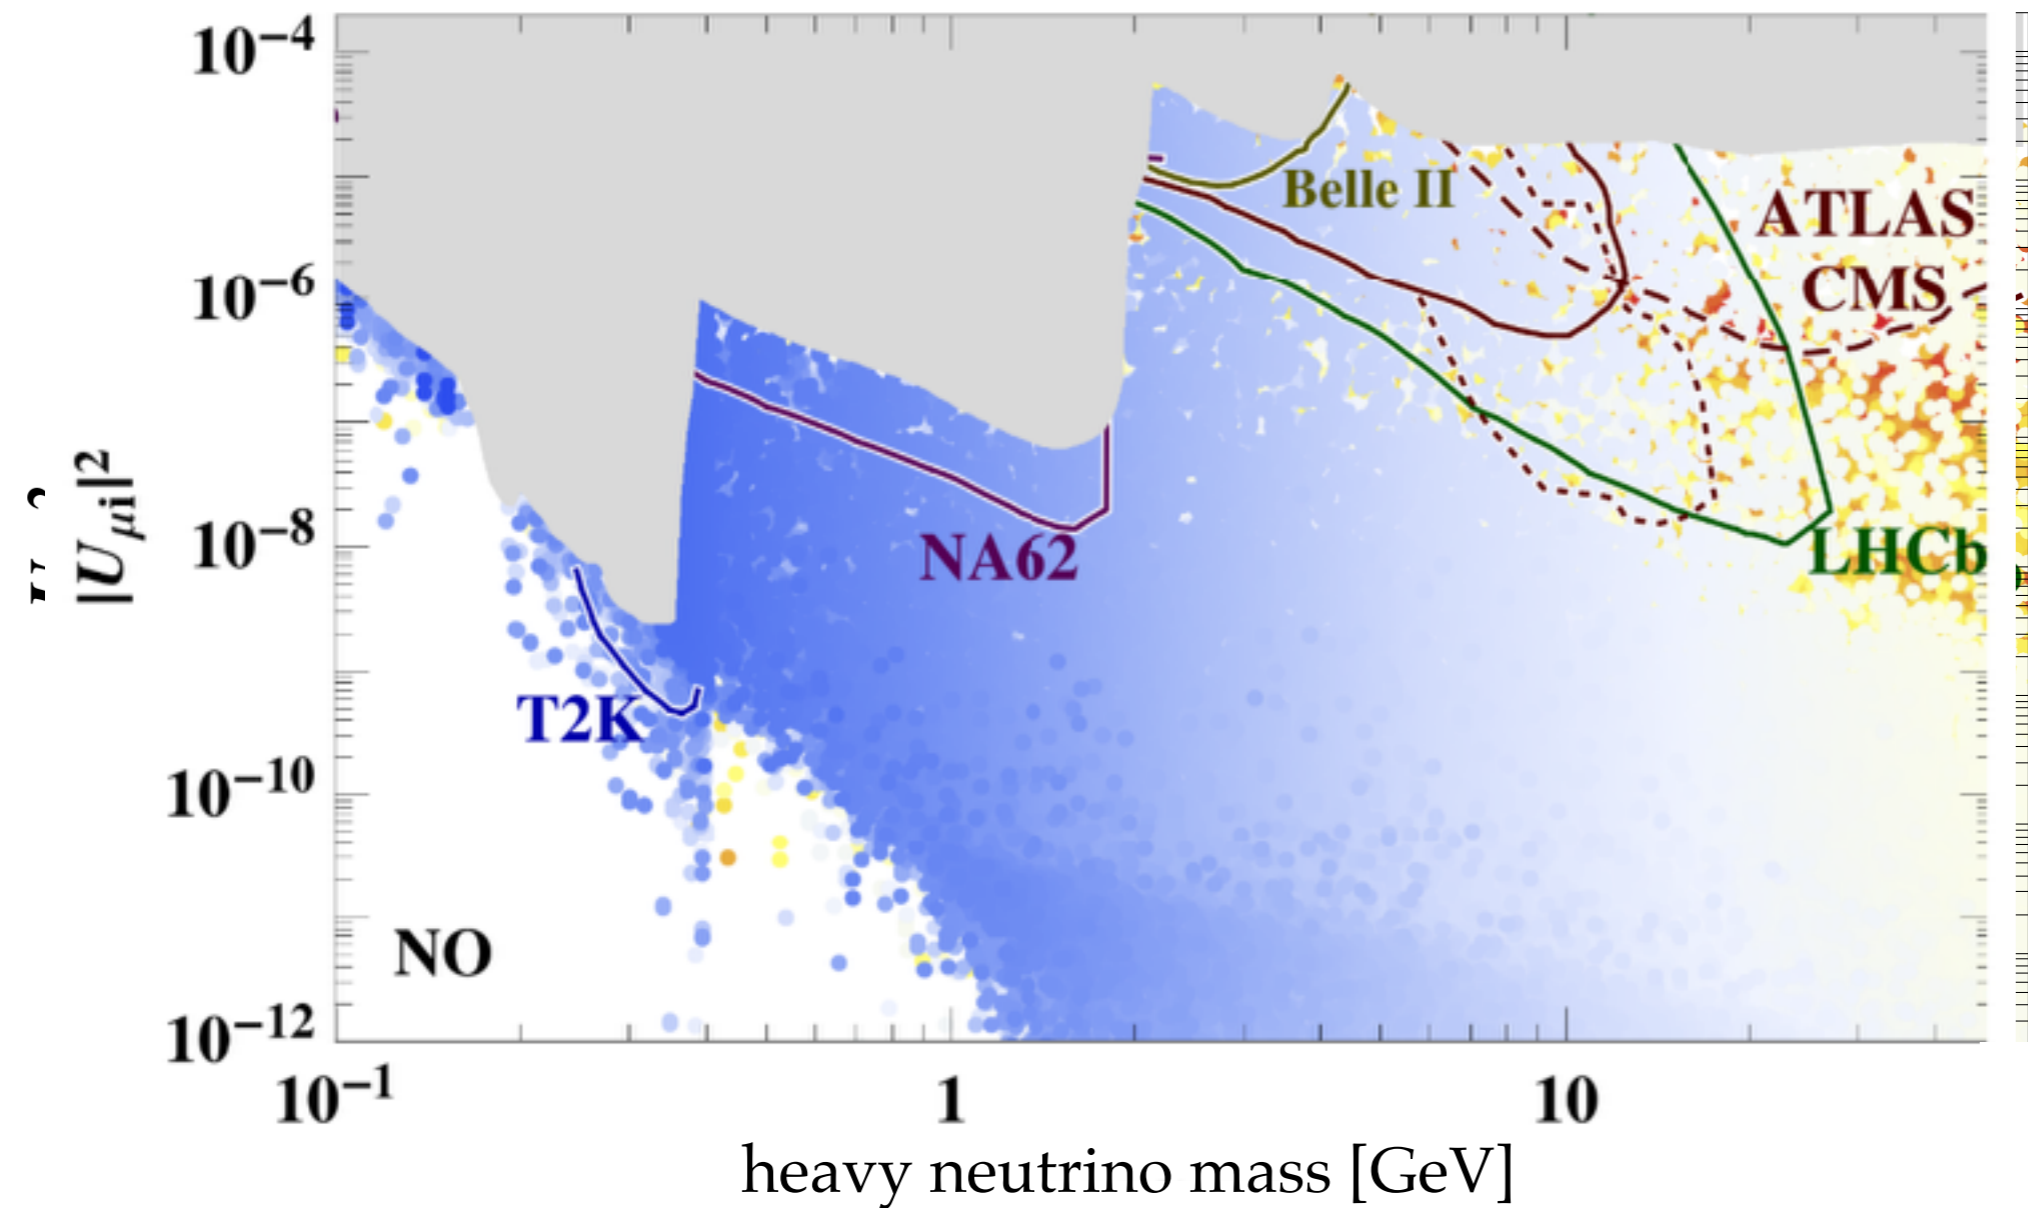 10⁻⁴
10⁻⁶
10⁻⁸
10⁻¹⁰
10⁻¹²
|U_μi|²
Belle II
ATLAS
CMS
NA62
LHCb
T2K
NO
10⁻¹
1
10
heavy neutrino mass [GeV]